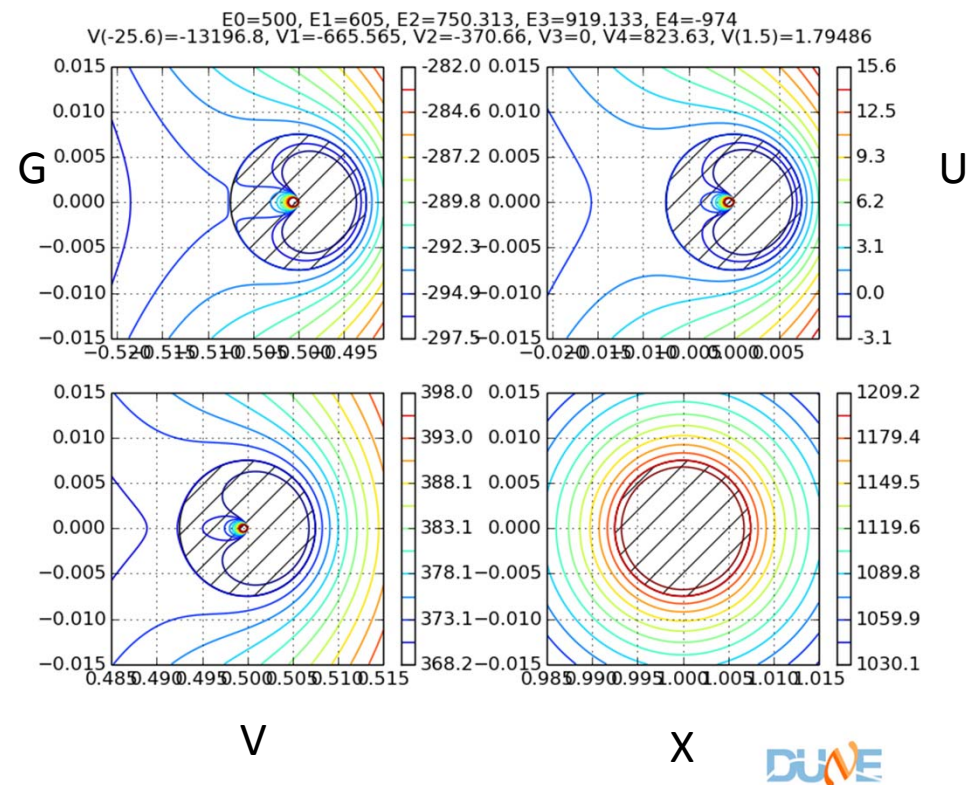 E0=500, E1=605, E2=750.313, E3=919.133, E4=-974
V(-25.6)=-13196.8, V1=-665.565, V2=-370.66, V3=0, V4=823.63, V(1.5)=1.79486
0.015 -282.0 0.015 15.6
0.010 -284.6 0.010 12.5
0.005 -287.2 0.005 9.3
G 0.000 -289.8 0.000 6.2 U
−0.005 -292.3 −0.005 3.1
−0.010 -294.9 −0.010 0.0
−0.015 -297.5 −0.015 -3.1
−0.520 −0.515 −0.510 −0.505 −0.500 −0.495 −0.020 −0.015 −0.010 −0.005 0.000 0.005
0.015 398.0 0.015 1209.2
0.010 393.0 0.010 1179.4
0.005 388.1 0.005 1149.5
0.000 383.1 0.000 1119.6
−0.005 378.1 −0.005 1089.8
−0.010 373.1 −0.010 1059.9
−0.015 368.2 −0.015 1030.1
0.485 0.490 0.495 0.500 0.505 0.510 0.515 0.985 0.990 0.995 1.000 1.005 1.010 1.015
V X
DUNE